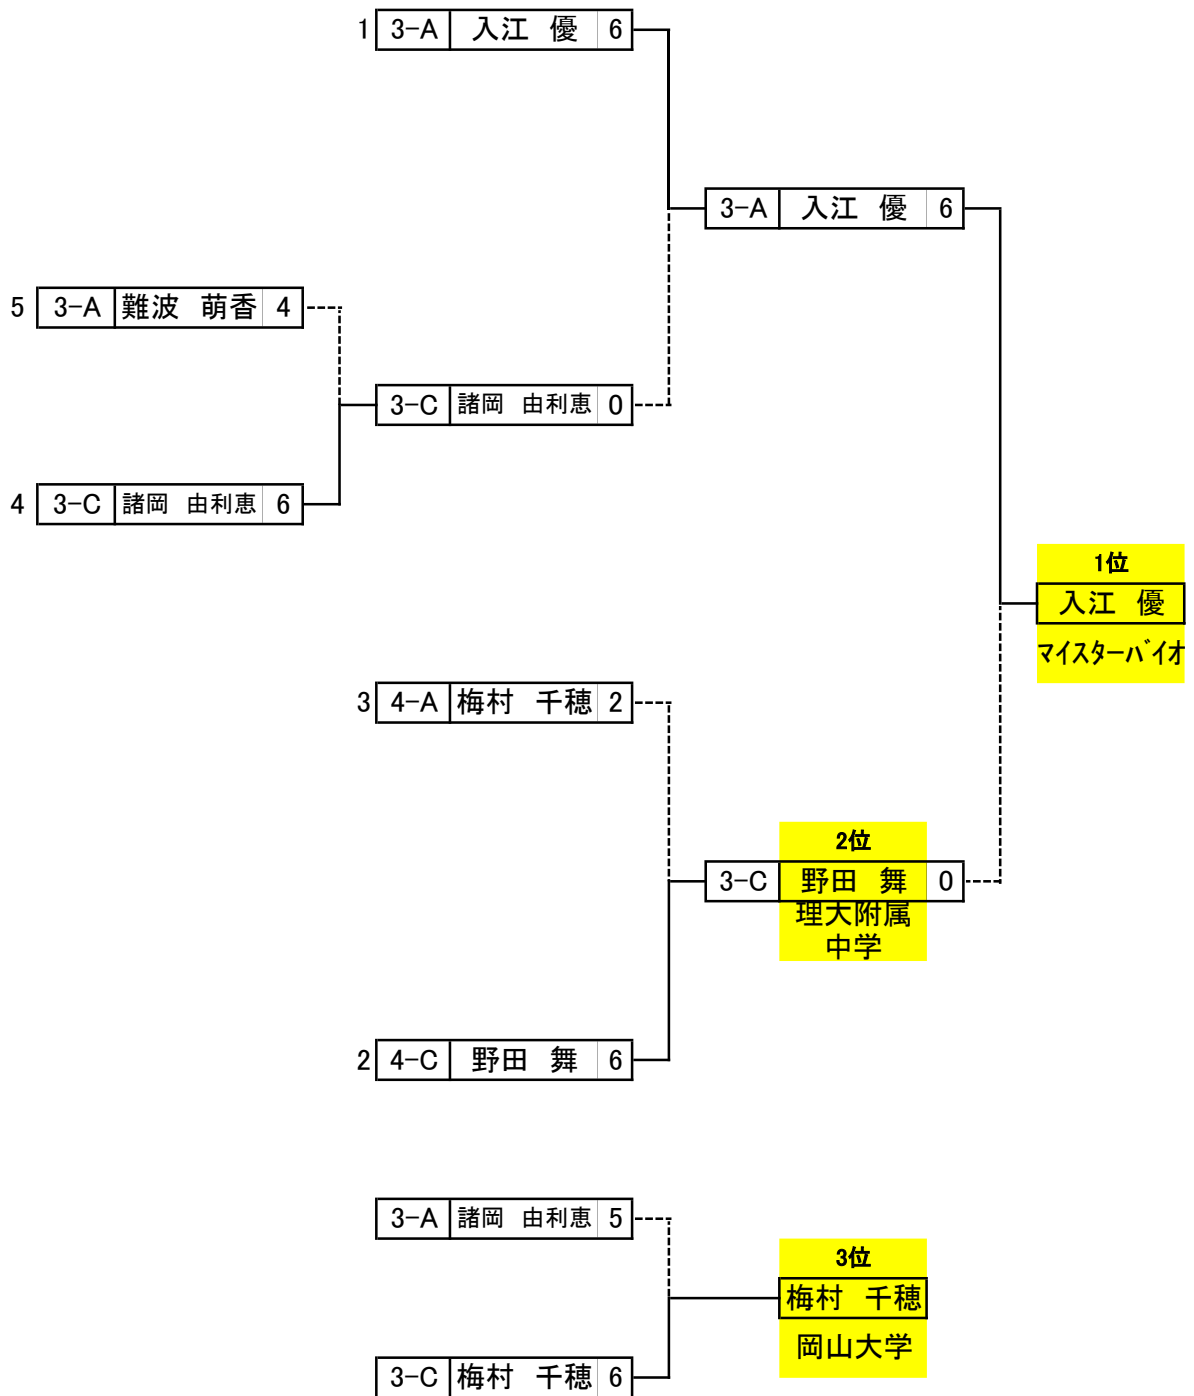 1 3-A 入江 優 6
3-A 入江 優 6
5 3-A 難波 萌香 4
3-C 諸岡 由利恵 0
4 3-C 諸岡 由利恵 6
1位
入江 優
マイスターバイオ
3 4-A 梅村 千穂 2
2位
3-C 野田 舞 0
理大附属
中学
2 4-C 野田 舞 6
3-A 諸岡 由利恵 5
3位
梅村 千穂
岡山大学
3-C 梅村 千穂 6